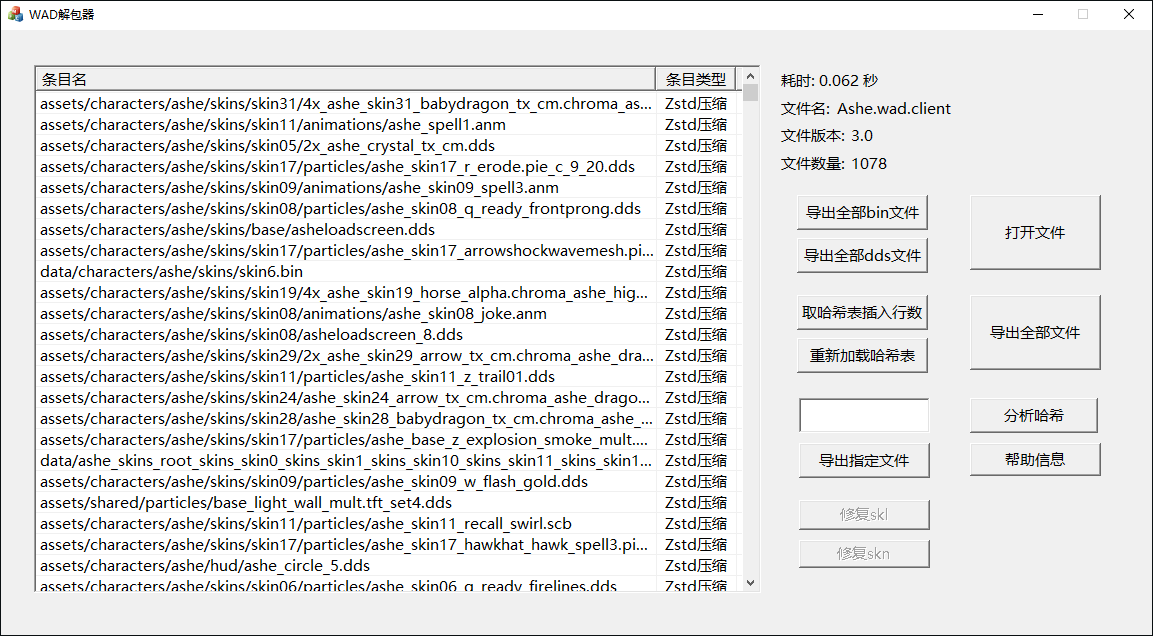 WAD解包器
条目名 条目类型
assets/characters/ashe/skins/skin31/4x_ashe_skin31_babydragon_tx_cm.chroma_as... Zstd压缩
assets/characters/ashe/skins/skin11/animations/ashe_spell1.anm Zstd压缩
assets/characters/ashe/skins/skin05/2x_ashe_crystal_tx_cm.dds Zstd压缩
assets/characters/ashe/skins/skin17/particles/ashe_skin17_r_erode.pie_c_9_20.dds Zstd压缩
assets/characters/ashe/skins/skin09/animations/ashe_skin09_spell3.anm Zstd压缩
assets/characters/ashe/skins/skin08/particles/ashe_skin08_q_ready_frontprong.dds Zstd压缩
assets/characters/ashe/skins/base/asheloadscreen.dds Zstd压缩
assets/characters/ashe/skins/skin17/particles/ashe_skin17_arrowshockwavemesh.pi... Zstd压缩
data/characters/ashe/skins/skin6.bin Zstd压缩
assets/characters/ashe/skins/skin19/4x_ashe_skin19_horse_alpha.chroma_ashe_hig... Zstd压缩
assets/characters/ashe/skins/skin08/animations/ashe_skin08_joke.anm Zstd压缩
assets/characters/ashe/skins/skin08/asheloadscreen_8.dds Zstd压缩
assets/characters/ashe/skins/skin29/2x_ashe_skin29_arrow_tx_cm.chroma_ashe_dra... Zstd压缩
assets/characters/ashe/skins/skin11/particles/ashe_skin11_z_trail01.dds Zstd压缩
assets/characters/ashe/skins/skin24/ashe_skin24_arrow_tx_cm.chroma_ashe_drago... Zstd压缩
assets/characters/ashe/skins/skin28/ashe_skin28_babydragon_tx_cm.chroma_ashe_... Zstd压缩
assets/characters/ashe/skins/skin17/particles/ashe_base_z_explosion_smoke_mult.... Zstd压缩
data/ashe_skins_root_skins_skin0_skins_skin1_skins_skin10_skins_skin11_skins_skin1... Zstd压缩
assets/characters/ashe/skins/skin09/particles/ashe_skin09_w_flash_gold.dds Zstd压缩
assets/shared/particles/base_light_wall_mult.tft_set4.dds Zstd压缩
assets/characters/ashe/skins/skin11/particles/ashe_skin11_recall_swirl.scb Zstd压缩
assets/characters/ashe/skins/skin17/particles/ashe_skin17_hawkhat_hawk_spell3.pi... Zstd压缩
assets/characters/ashe/hud/ashe_circle_5.dds Zstd压缩
assets/characters/ashe/skins/skin06/particles/ashe_skin06_q_ready_firelines.dds Zstd压缩
耗时: 0.062 秒
文件名: Ashe.wad.client
文件版本: 3.0
文件数量: 1078
导出全部bin文件
打开文件
导出全部dds文件
取哈希表插入行数
导出全部文件
重新加载哈希表
分析哈希
导出指定文件
帮助信息
修复skl
修复skn